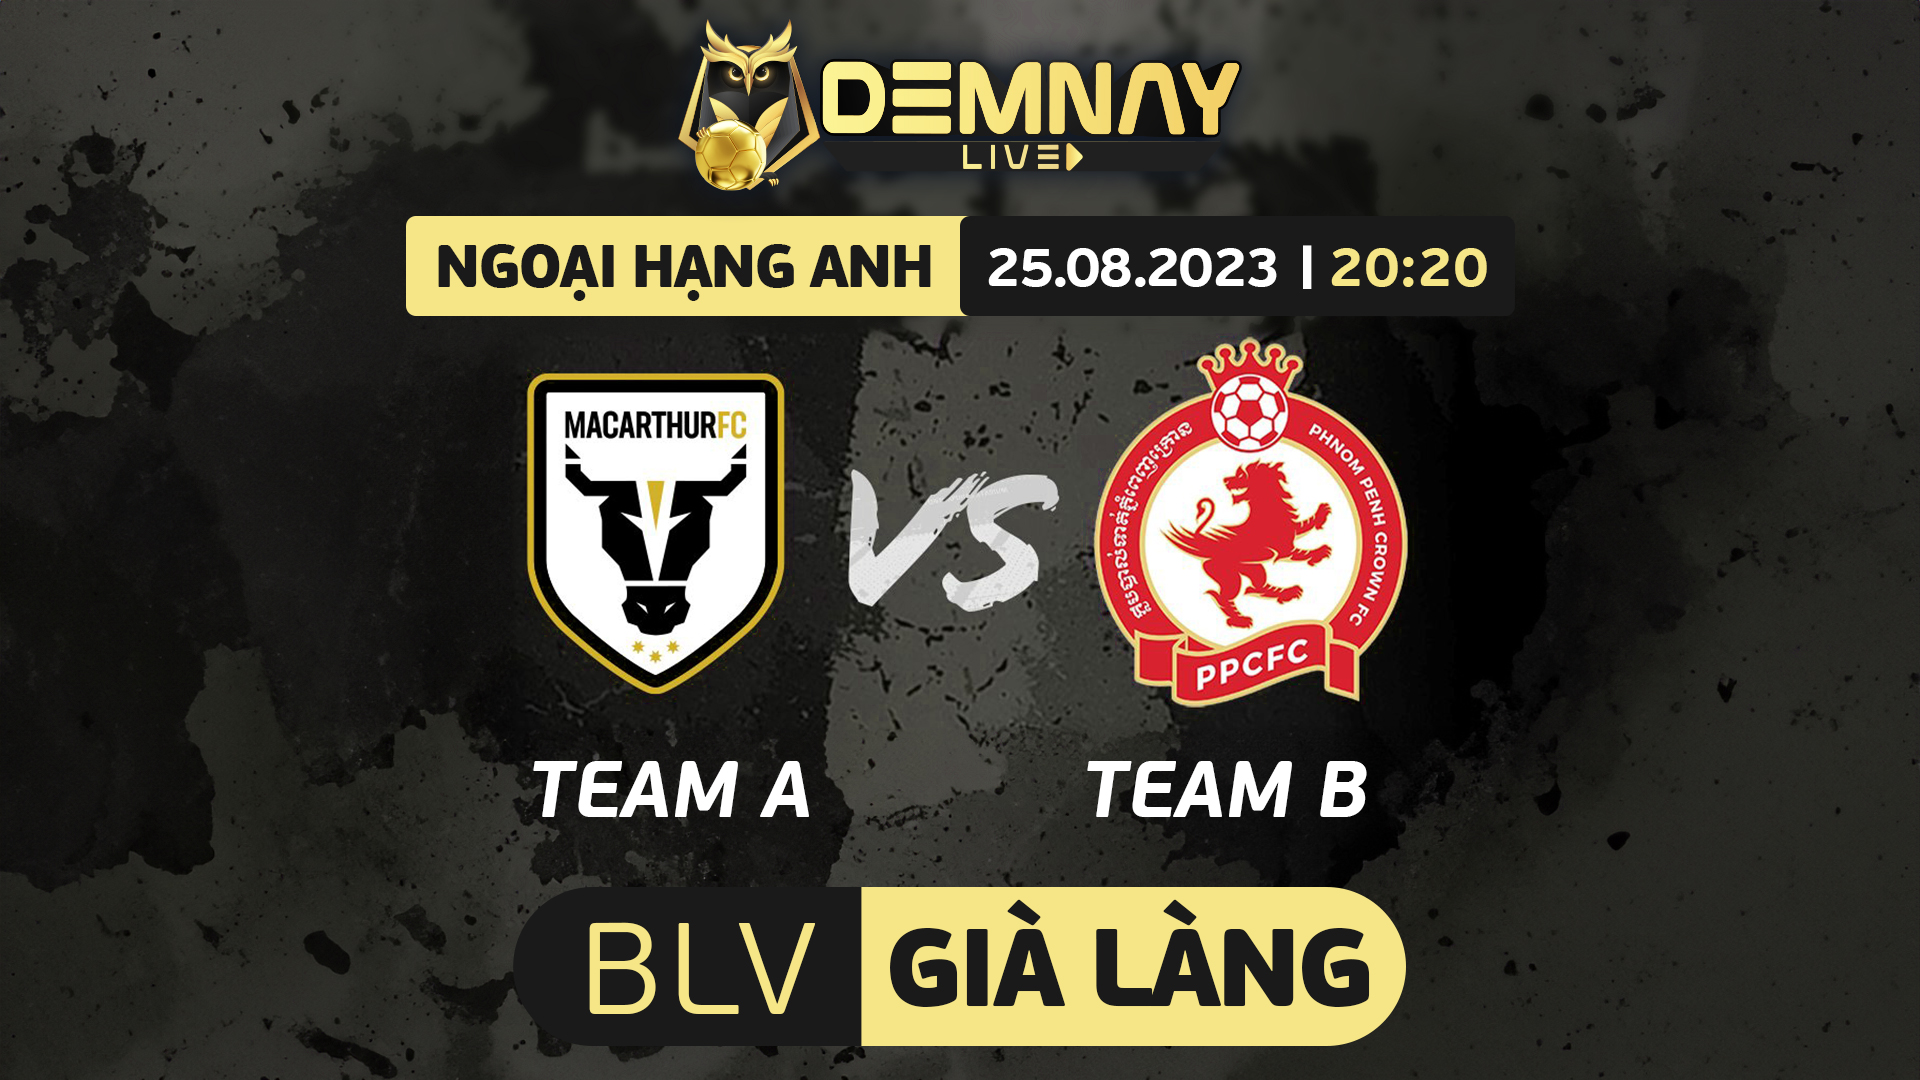 DEMNAY
LIVE
NGOẠI HẠNG ANH
25.08.2023 | 20:20
MACARTHURFC
VS
PHNOM PENH CROWN FC
PPCFC
TEAM A
TEAM B
BLV
GIÀ LÀNG